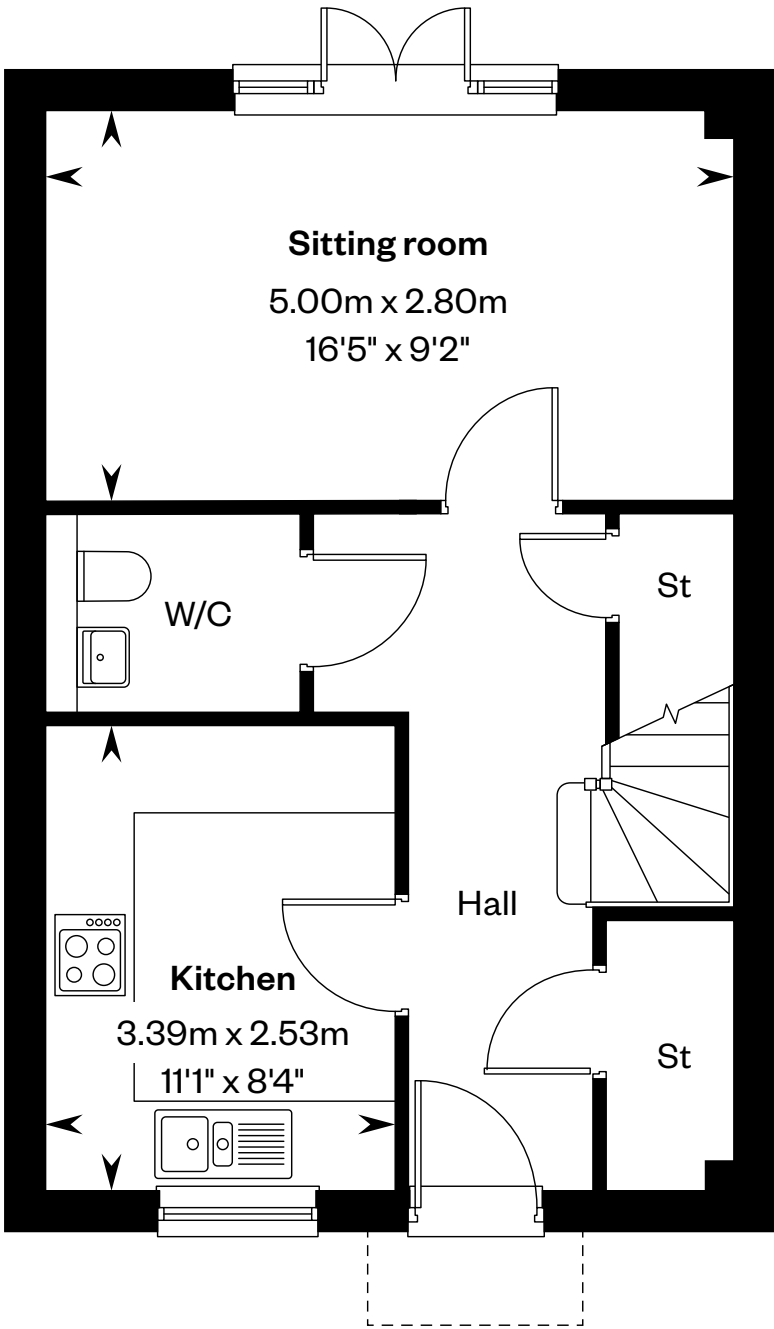 Sitting room
5.00m x 2.80m
16'5" x 9'2"
W/C
St
Hall
Kitchen
3.39m x 2.53m
11'1" x 8'4"
St